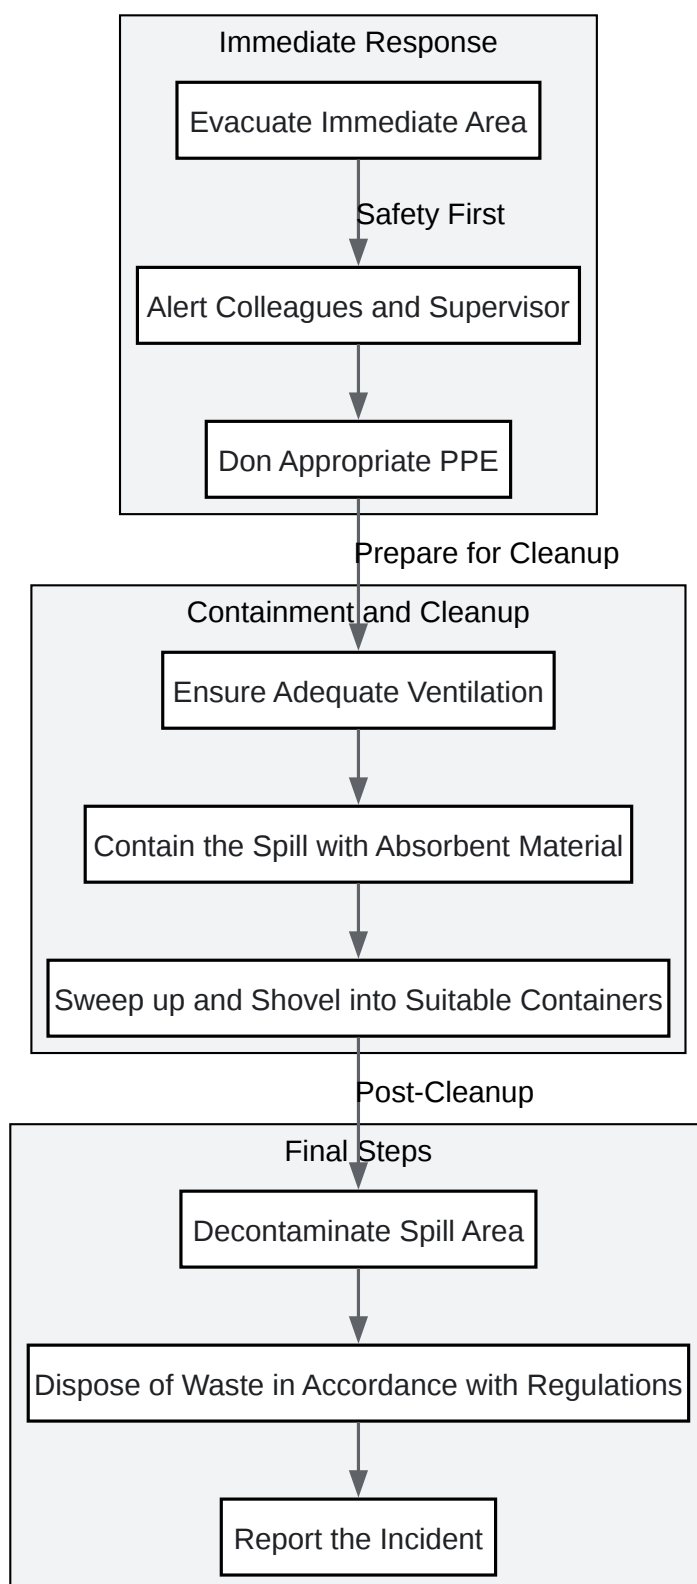 Immediate Response
Evacuate Immediate Area
Safety First
Alert Colleagues and Supervisor
Don Appropriate PPE
Prepare for Cleanup
Containment and Cleanup
Ensure Adequate Ventilation
Contain the Spill with Absorbent Material
Sweep up and Shovel into Suitable Containers
Post-Cleanup
Final Steps
Decontaminate Spill Area
Dispose of Waste in Accordance with Regulations
Report the Incident